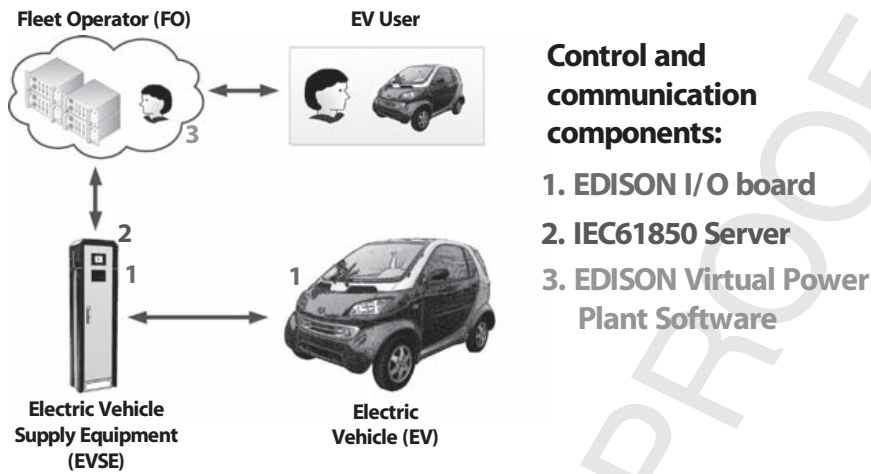 Fleet Operator (FO)
EV User
3
Control and
communication
components:
1. EDISON I/O board
2. IEC61850 Server
3. EDISON Virtual Power
Plant Software
2
1
1
Electric Vehicle
Supply Equipment
(EVSE)
Electric
Vehicle (EV)
PROOF